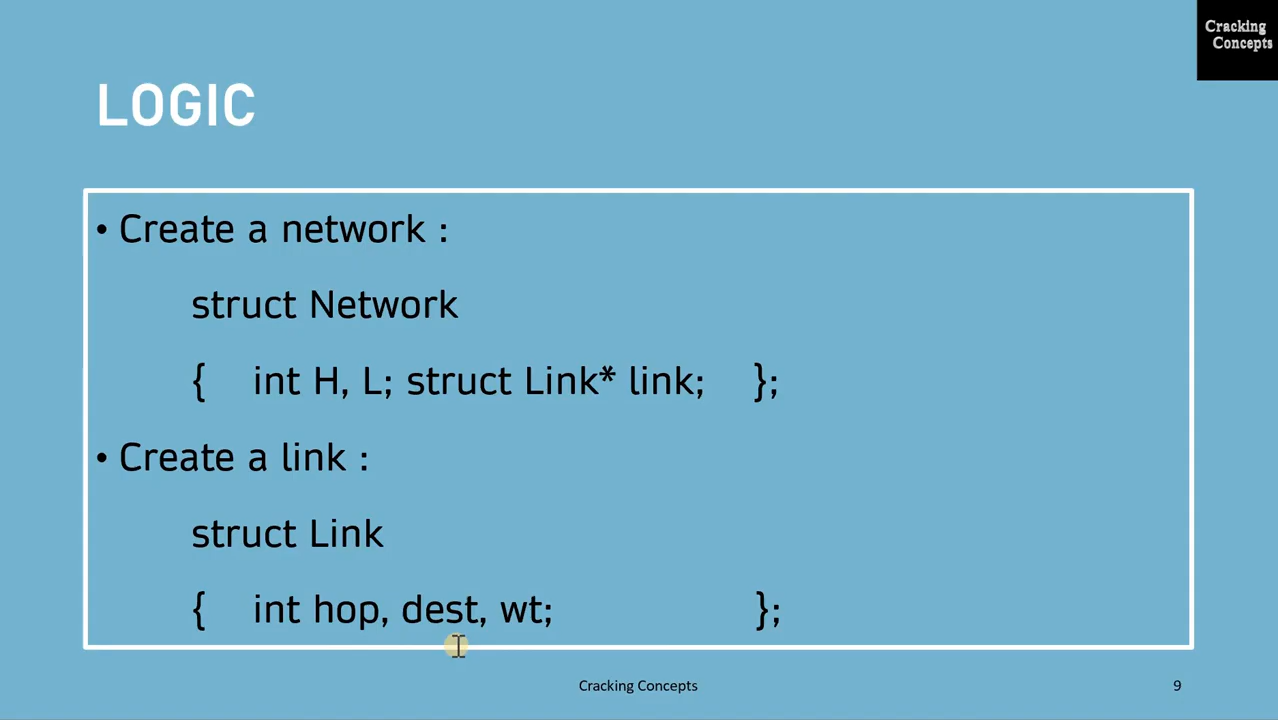 Cracking
Concepts
LOGIC
• Create a network :
struct Network
{ int H, L; struct Link* link; };
• Create a link :
struct Link
{ int hop, dest, wt; };
Cracking Concepts
9